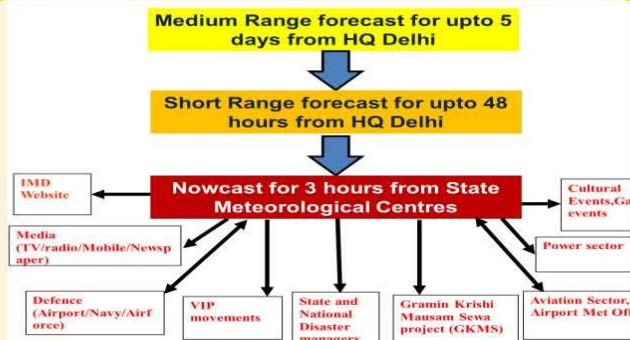 Medium Range forecast for upto 5
days from HQ Delhi
Short Range forecast for upto 48
hours from HQ Delhi
Nowcast for 3 hours from State
Meteorological Centres
IMD
Website
Media
(TV/radio/Mobile/Newsp
aper)
Defence
(Airport/Navy/Airf
orce)
VIP
movements
State and
National
Disaster
managers
Gramin Krishi
Mausam Sewa
project (GKMS)
Aviation Sector,
Airport Met
Power sector
Cultural
Events,
events